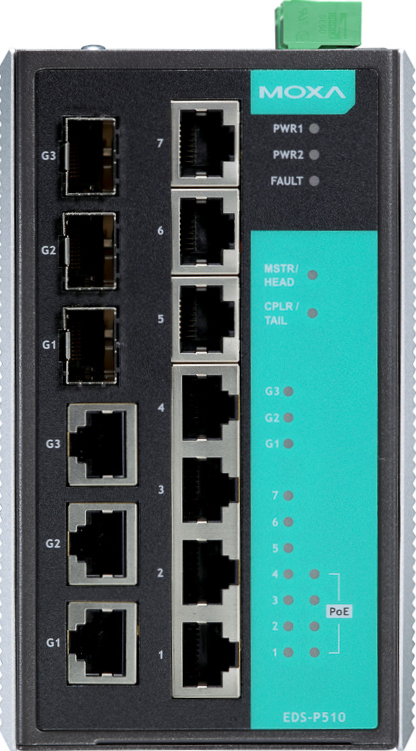 MOXA
PWR1
PWR2
FAULT
MSTR/
HEAD
CPLR /
TAIL
G3
G2
G1
7
6
5
4
3
2
1
PoE
EDS-P510
G3
G2
G1
G3
G2
G1
7
6
5
4
3
2
1